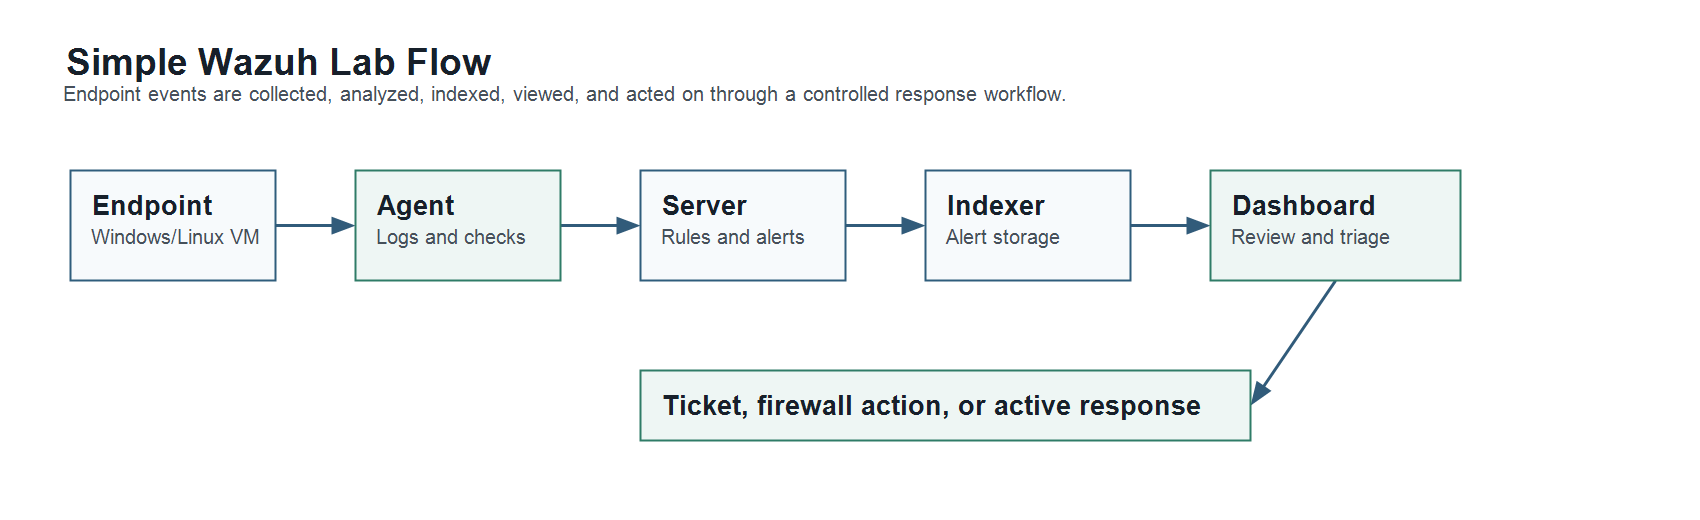 Simple Wazuh Lab Flow
Endpoint events are collected, analyzed, indexed, viewed, and acted on through a controlled response workflow.
Endpoint
Windows/Linux VM
Agent
Logs and checks
Server
Rules and alerts
Indexer
Alert storage
Dashboard
Review and triage
Ticket, firewall action, or active response